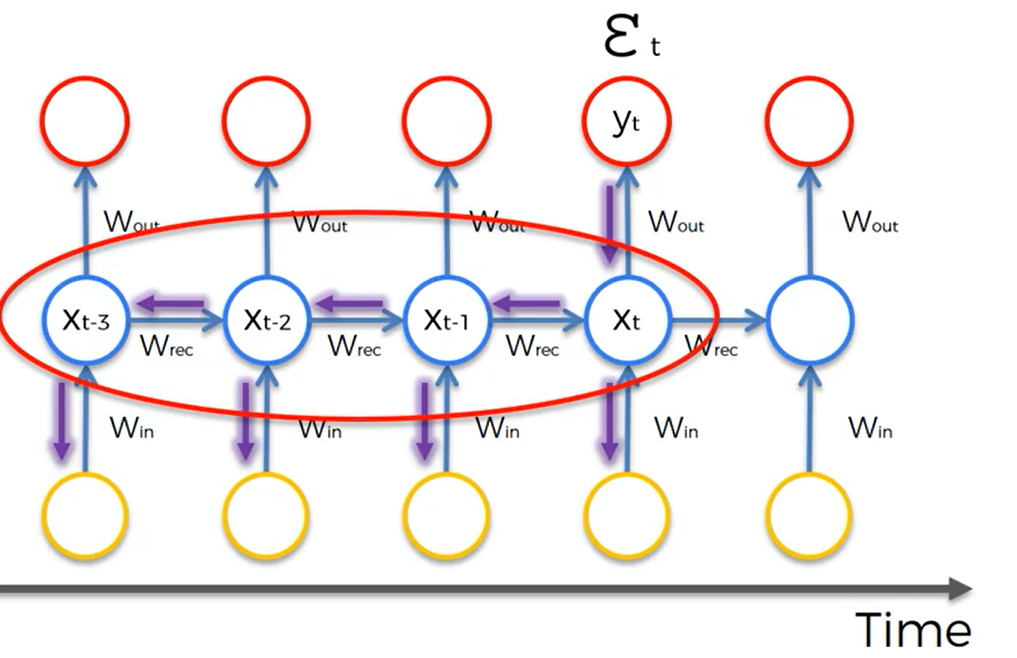 Ɛ t
yt
Wout Wout Wout Wout Wout
Xt-3 Xt-2 Xt-1 Xt
Wrec Wrec Wrec Wrec
Win Win Win Win Win
Time